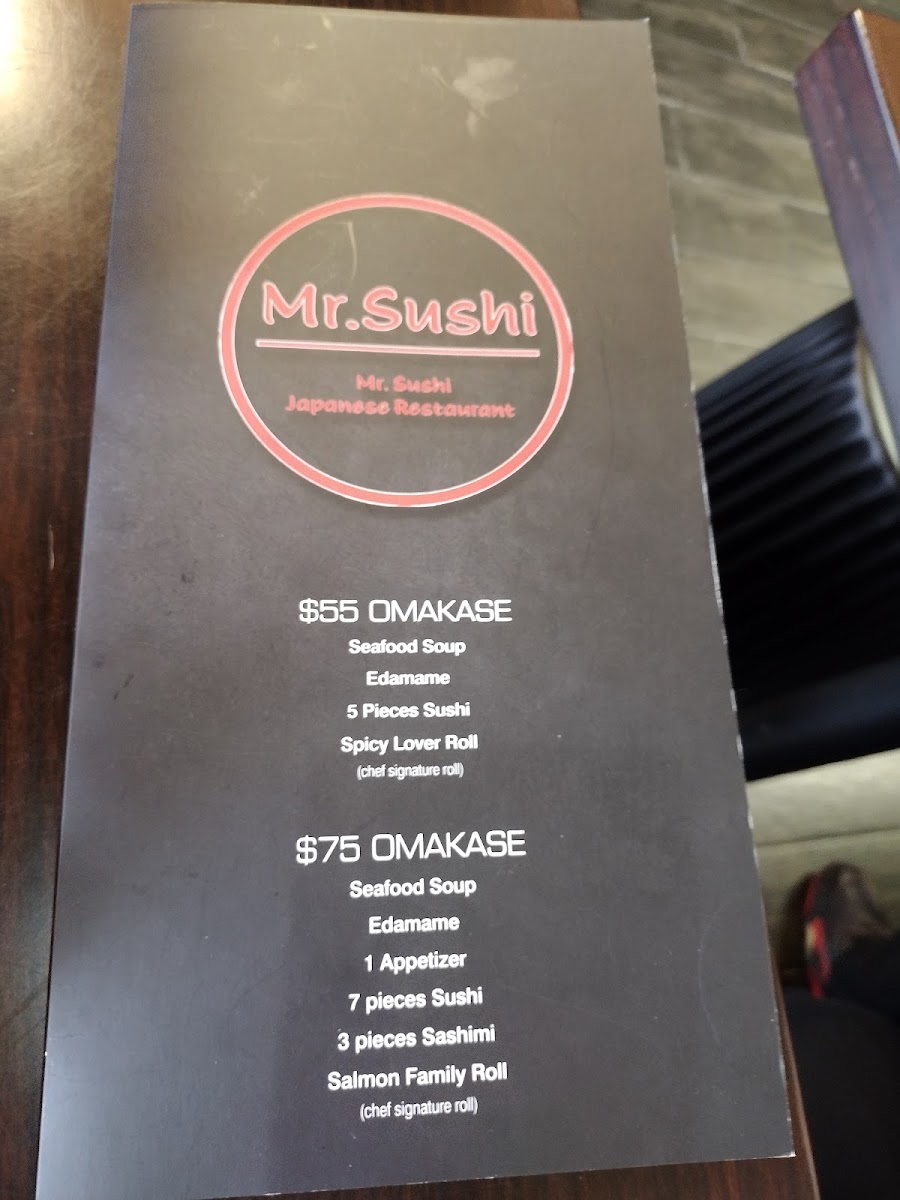 Mr.Sushi
Mr. Sushi
Japanese Restaurant
$55 OMAKASE
Seafood Soup
Edamame
5 Pieces Sushi
Spicy Lover Roll
(chef signature roll)
$75 OMAKASE
Seafood Soup
Edamame
1 Appetizer
7 pieces Sushi
3 pieces Sashimi
Salmon Family Roll
(chef signature roll)